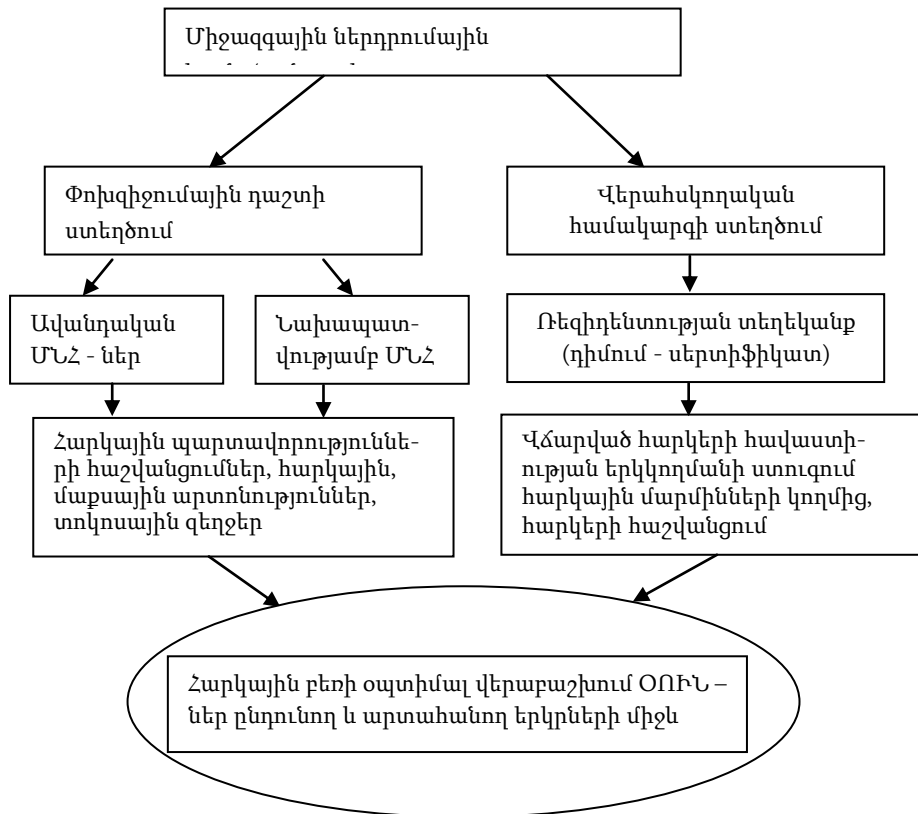 Միջազգային ներդրումային
Փոխզիջումային դաշտի
ստեղծում
Վերահսկողական
համակարգի ստեղծում
Ավանդական
ՄՆՀ - ներ
Նախապատ-
վությամբ ՄՆՀ
Ռեզիդենտության տեղեկանք
(դիմում - սերտիֆիկատ)
Հարկային պարտավորություննե-
րի հաշվանցումներ, հարկային,
մաքսային արտոնություններ,
տոկոսային զեղջեր
Վճարված հարկերի հավաստի-
ության երկկողմանի ստուգում
հարկային մարմինների կողմից,
հարկերի հաշվանցում
Հարկային բեռի օպտիմալ վերաբաշխում ՕՈՒՆ –
ներ ընդունող և արտահանող երկրների միջև